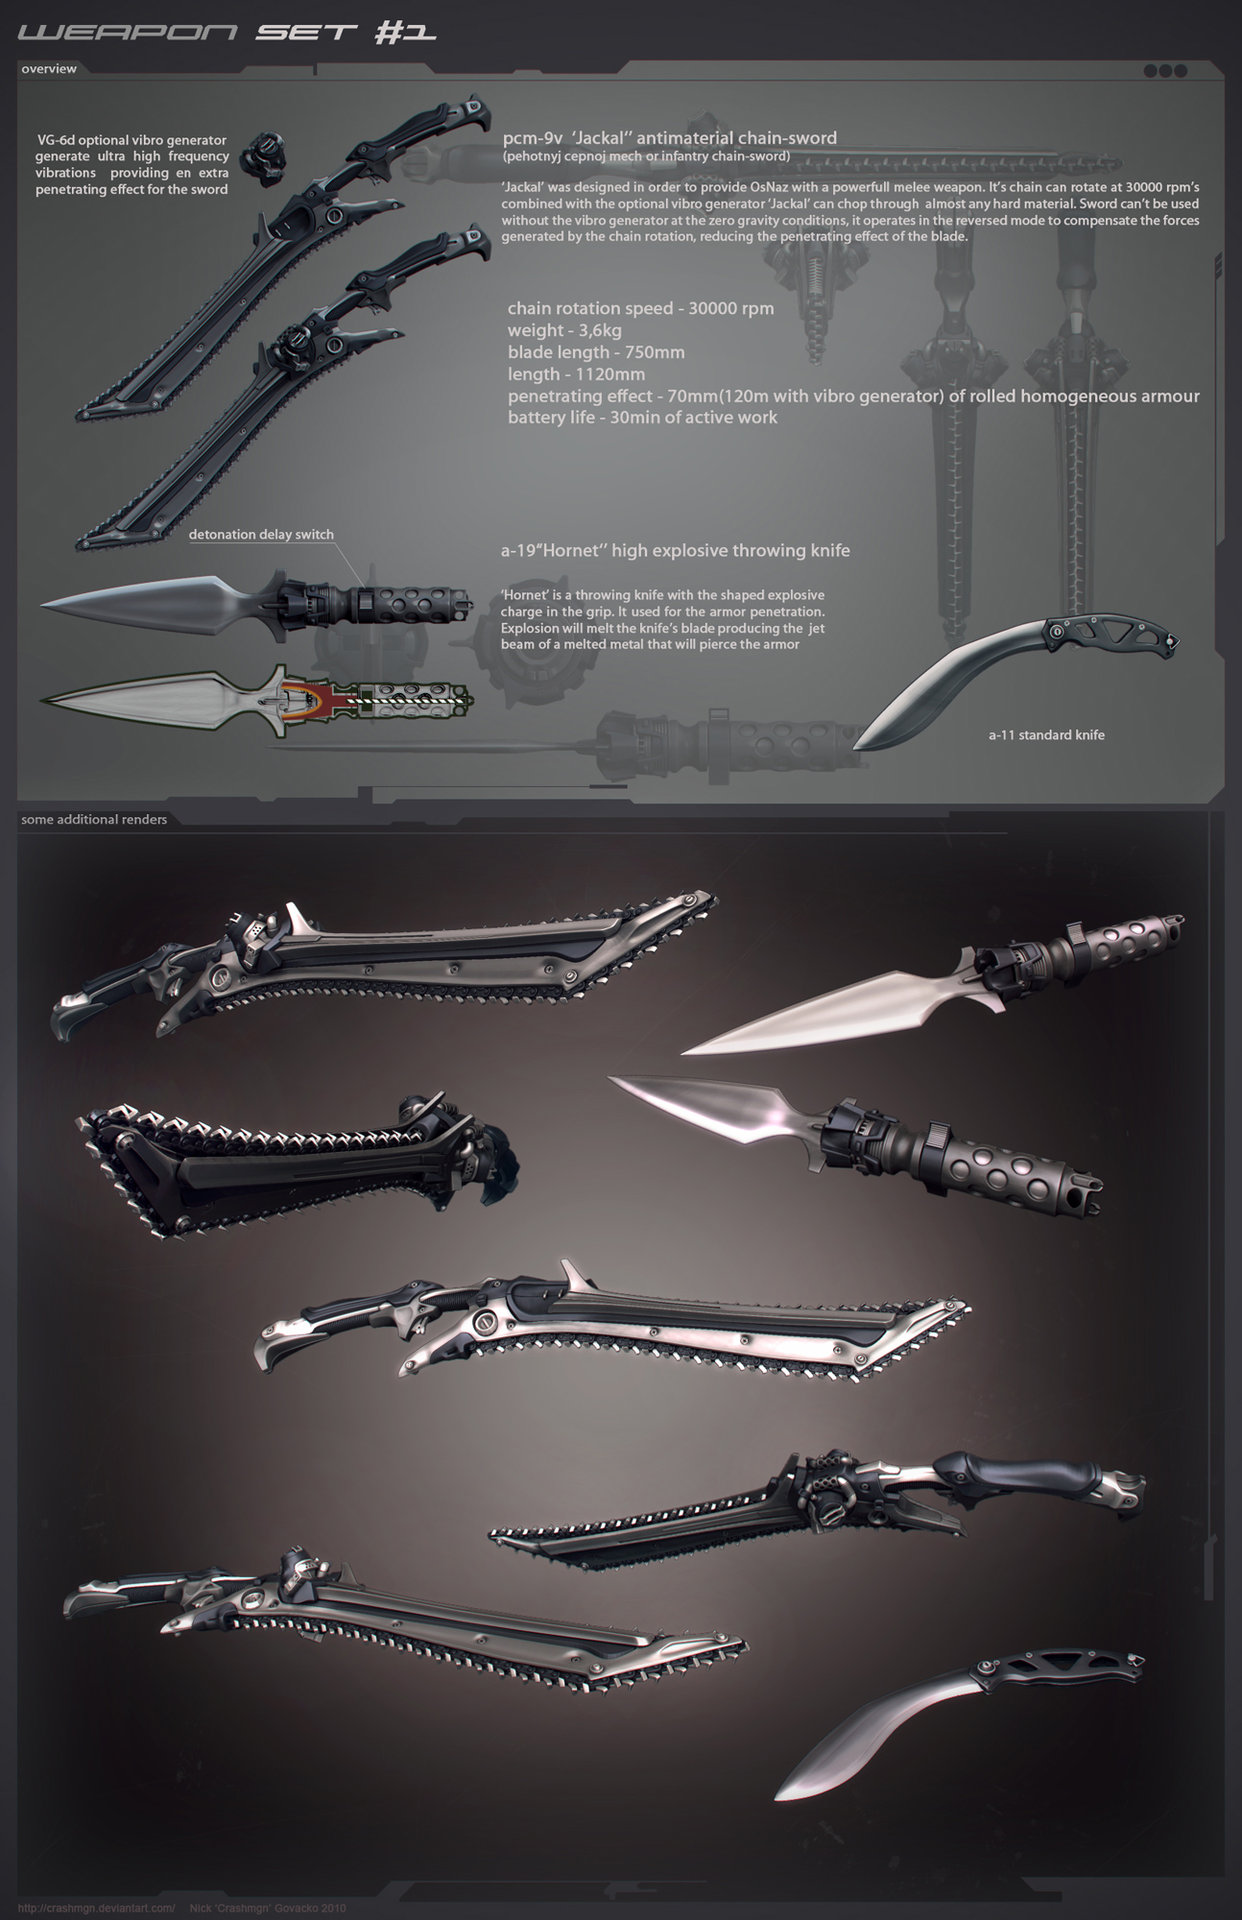 WEAPON SET #1
overview
VG-6d optional vibro generator
generate ultra high frequency
vibrations providing en extra
penetrating effect for the sword
pcm-9v 'Jackal'' antimaterial chain-sword
(pehotnyj cepnoj mech or infantry chain-sword)
'Jackal' was designed in order to provide OsNaz with a powerfull melee weapon. It's chain can rotate at 30000 rpm's
combined with the optional vibro generator 'Jackal' can chop through almost any hard material. Sword can't be used
without the vibro generator at the zero gravity conditions, it operates in the reversed mode to compensate the forces
generated by the chain rotation, reducing the penetrating effect of the blade.
chain rotation speed - 30000 rpm
weight - 3,6kg
blade length - 750mm
length - 1120mm
penetrating effect - 70mm(120m with vibro generator) of rolled homogeneous armour
battery life - 30min of active work
detonation delay switch
a-19''Hornet'' high explosive throwing knife
'Hornet' is a throwing knife with the shaped explosive
charge in the grip. It used for the armor penetration.
Explosion will melt the knife's blade producing the jet
beam of a melted metal that will pierce the armor
a-11 standard knife
some additional renders
http://crashmgn.deviantart.com/ Nick 'Crashmgn' Govacko 2010